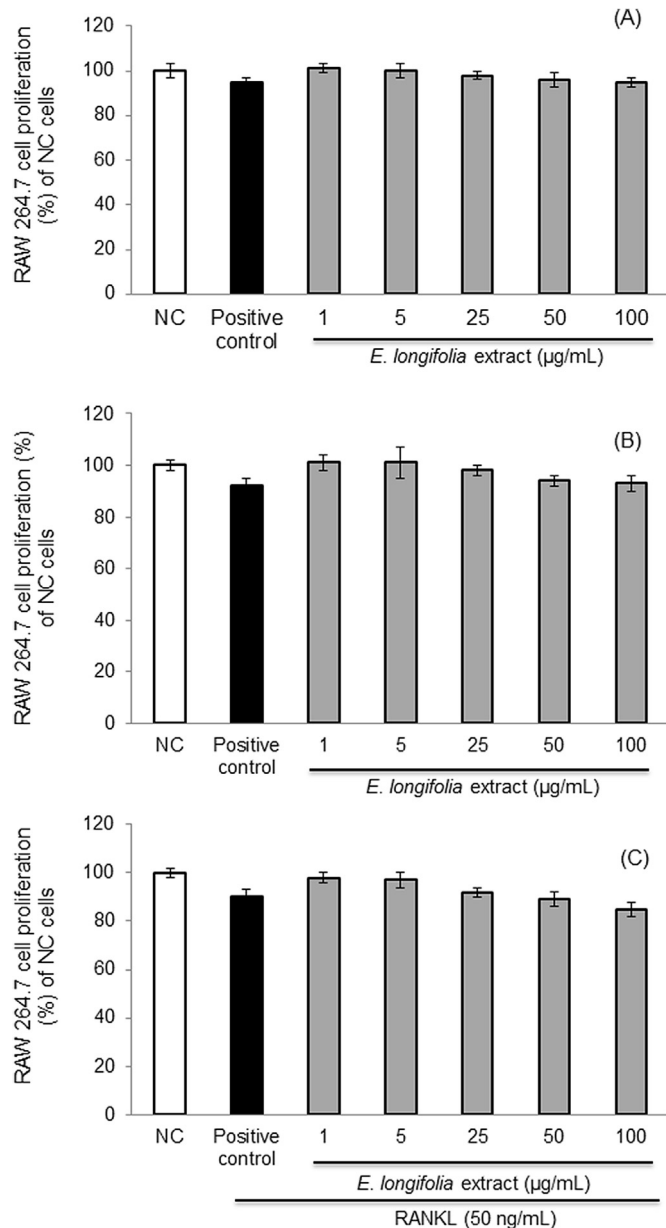 (A)
RAW 264.7 cell proliferation
(%) of NC cells
120
100
80
60
40
20
0
NC
Positive
control
1
5
25
50
100
E. longifolia extract (µg/mL)
(B)
RAW 264.7 cell proliferation (%)
of NC cells
120
100
80
60
40
20
0
NC
Positive
control
1
5
25
50
100
E. longifolia extract (µg/mL)
(C)
RAW 264.7 cell proliferation
(%) of NC cells
120
100
80
60
40
20
0
NC
Positive
control
1
5
25
50
100
E. longifolia extract (µg/mL)
RANKL (50 ng/mL)